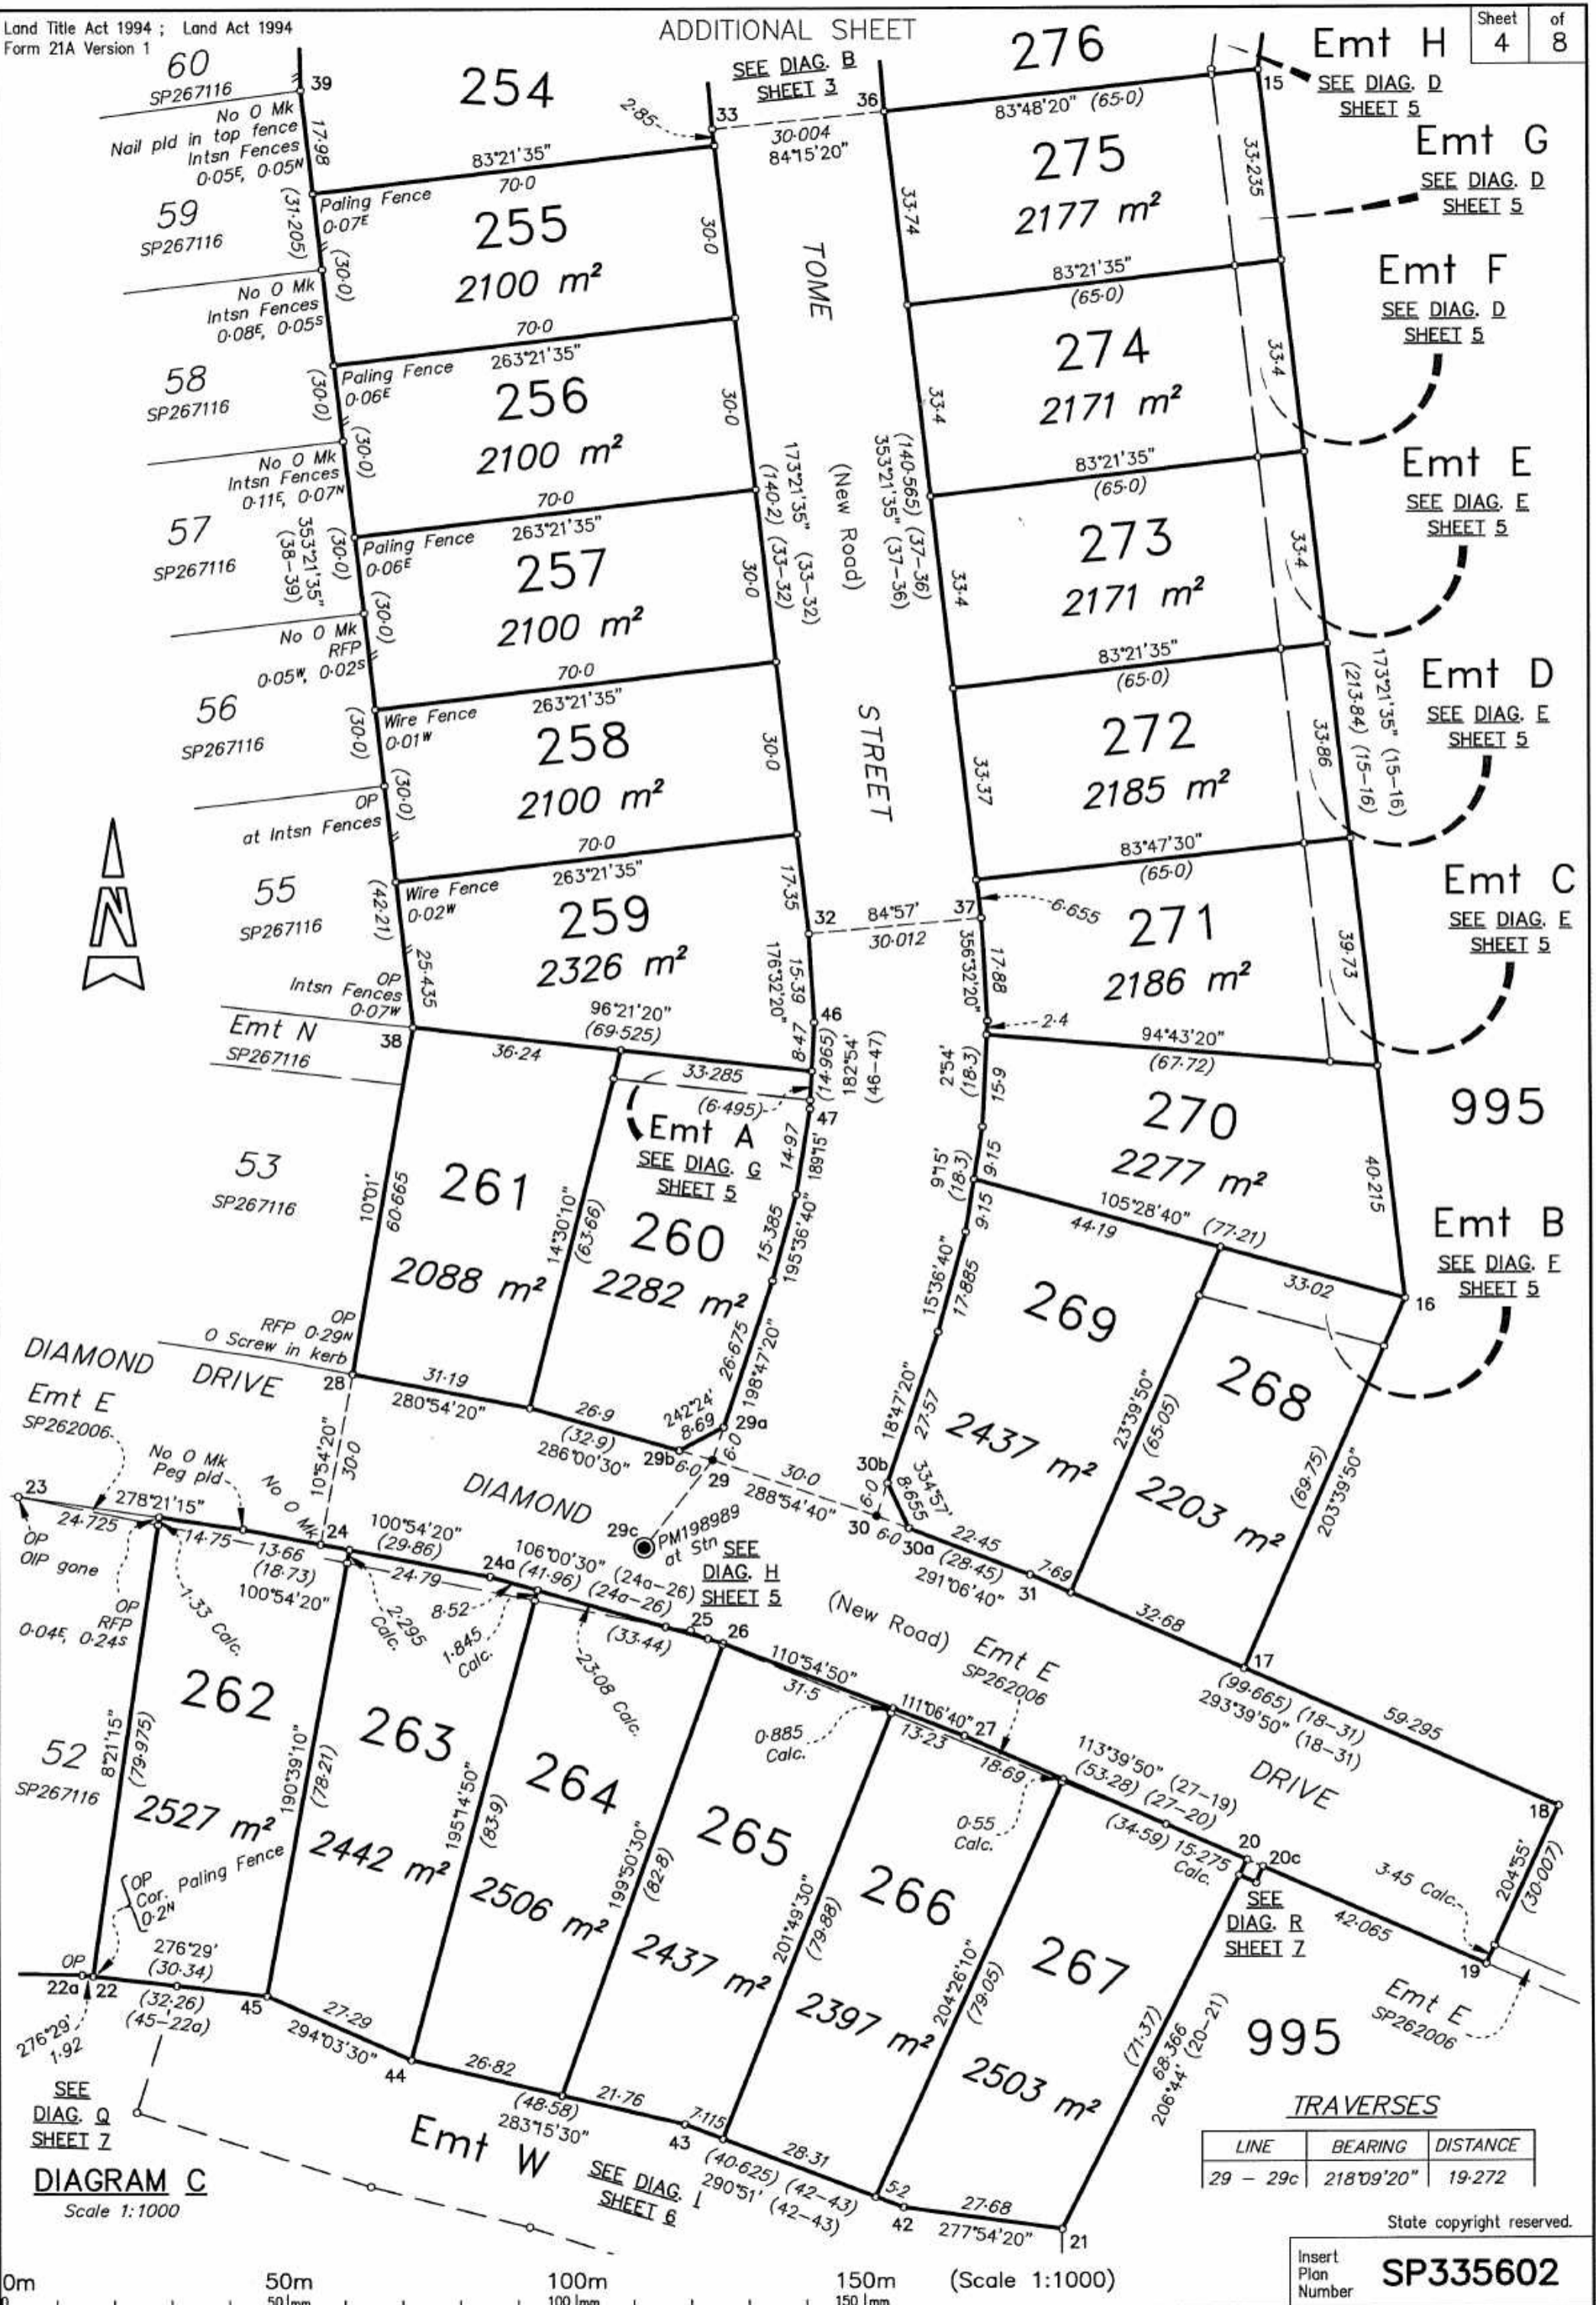 Land Title Act 1994 ; Land Act 1994
Form 21A Version 1
ADDITIONAL SHEET
Sheet 4 of 8
60
SP267116
39
254
SEE DIAG. B
SHEET 3
276
Emt H
SEE DIAG. D
SHEET 5
No O Mk
Nail pld in top fence
Intsn Fences
0·05E, 0·05N
17·98
2·85
33
36
30·004
84°15'20"
83°48'20" (65·0)
15
83°21'35"
70·0
275
2177 m²
33·74
33·235
Emt G
SEE DIAG. D
SHEET 5
59
SP267116
(31·205)
Paling Fence
0·07E
(30·0)
255
2100 m²
30·0
TOME
83°21'35"
(65·0)
Emt F
SEE DIAG. D
SHEET 5
No O Mk
Intsn Fences
0·08E, 0·05S
70·0
263°21'35"
274
2171 m²
33·4
33·4
58
SP267116
(30·0)
Paling Fence
0·06E
(30·0)
256
2100 m²
30·0
83°21'35"
(65·0)
Emt E
SEE DIAG. E
SHEET 5
No O Mk
Intsn Fences
0·11E, 0·07N
70·0
263°21'35"
173°21'35" (33-32)
(140·2) (33-32)
(New Road)
(140·565) (37-36)
353°21'35" (37-36)
273
2171 m²
33·4
33·4
57
SP267116
353°21'35"
(38-39)
(30·0)
Paling Fence
0·06E
(30·0)
257
2100 m²
30·0
83°21'35"
(65·0)
173°21'35" (15-16)
(213·84) (15-16)
Emt D
SEE DIAG. E
SHEET 5
No O Mk
RFP
0·05W, 0·02S
70·0
263°21'35"
STREET
272
2185 m²
33·37
33·86
56
SP267116
(30·0)
Wire Fence
0·01W
(30·0)
258
2100 m²
30·0
83°47'30"
(65·0)
Emt C
SEE DIAG. E
SHEET 5
OP
at Intsn Fences
70·0
263°21'35"
17·35
32
84°57'
30·012
37
6·655
271
2186 m²
39·73
55
SP267116
(42·21)
Wire Fence
0·02W
25·435
259
2326 m²
15·39
176°32'20"
356°32'20"
17·88
2·4
OP
Intsn Fences
0·07W
96°21'20"
(69·525)
46
94°43'20"
(67·72)
Emt N
SP267116
38
36·24
33·285
8·47
(14·965)
182°54'
(46-47)
2°54'
(18·3)
15·9
995
(6·495)
47
Emt A
SEE DIAG. G
SHEET 5
270
2277 m²
40·215
53
SP267116
10°01'
60·665
261
2088 m²
14°30'10"
(63·66)
260
2282 m²
14·97
189°15'
15·385
195°36'40"
9°15'
(18·3)
9·15
9·15
105°28'40" (77·21)
44·19
33·02
16
Emt B
SEE DIAG. F
SHEET 5
OP
RFP 0·29N
O Screw in kerb
28
26·675
198°47'20"
15°36'40"
17·885
269
2437 m²
268
2203 m²
DIAMOND DRIVE
31·19
280°54'20"
26·9
(32·9)
286°00'30"
242°24'
8·69
29a
29b
6·0
6·0
29
18°47'20"
27·57
23°39'50"
(65·05)
(69·75)
203°39'50"
Emt E
SP262006
No O Mk
Peg pld
No O Mk
10°54'20"
30·0
DIAMOND
30·0
288°54'40"
30b
6·0
334°57'
8·655
30
6·0
30a
22·45
(28·45)
291°06'40"
31
7·69
32·68
23
278°21'15"
24·725
14·75
13·66
(18·73)
100°54'20"
24
100°54'20"
(29·86)
24·79
24a
106°00'30" (24a-26)
(41·96) (24a-26)
29c
PM198989
at Stn
SEE
DIAG. H
SHEET 5
OP
OIP gone
OP
RFP
0·04E, 0·24S
1·33 Calc.
2·295
Calc.
8·52
1·845
Calc.
23·08 Calc.
(33·44)
25
26
110°54'50"
31·5
(New Road)
Emt E
SP262006
17
(99·665) (18-31)
293°39'50" (18-31)
59·295
262
2527 m²
263
2442 m²
264
2506 m²
0·885
Calc.
111°06'40"
13·23
27
18·69
113°39'50" (27-19)
(53·28) (27-20)
DRIVE
18
52
SP267116
8°21'15"
(79·975)
190°39'10"
(78·21)
195°14'50"
(83·9)
199°50'30"
(82·8)
265
2437 m²
201°49'30"
(79·88)
266
2397 m²
0·55
Calc.
(34·59)
15·275
Calc.
20
20c
SEE
DIAG. R
SHEET 7
42·065
3·45 Calc.
204°55'
(30·007)
19
OP
Cor. Paling Fence
0·2N
204°26'10"
(79·05)
267
2503 m²
(71·37)
68·366
206°44' (20-21)
995
Emt E
SP262006
OP
22a
22
276°29'
(30·34)
(32·26)
(45-22a)
45
276°29'
1·92
27·29
294°03'30"
44
26·82
(48·58)
283°15'30"
21·76
43
7·115
(40·625) (42-43)
290°51' (42-43)
28·31
5·2
42
27·68
277°54'20"
21
SEE
DIAG. Q
SHEET 7
Emt W
SEE DIAG. I
SHEET 6
DIAGRAM C
Scale 1:1000
TRAVERSES
LINE BEARING DISTANCE
29 - 29c 218°09'20" 19·272
State copyright reserved.
0m 50m 100m 150m (Scale 1:1000)
50 mm 100 mm 150 mm
Insert
Plan
Number
SP335602